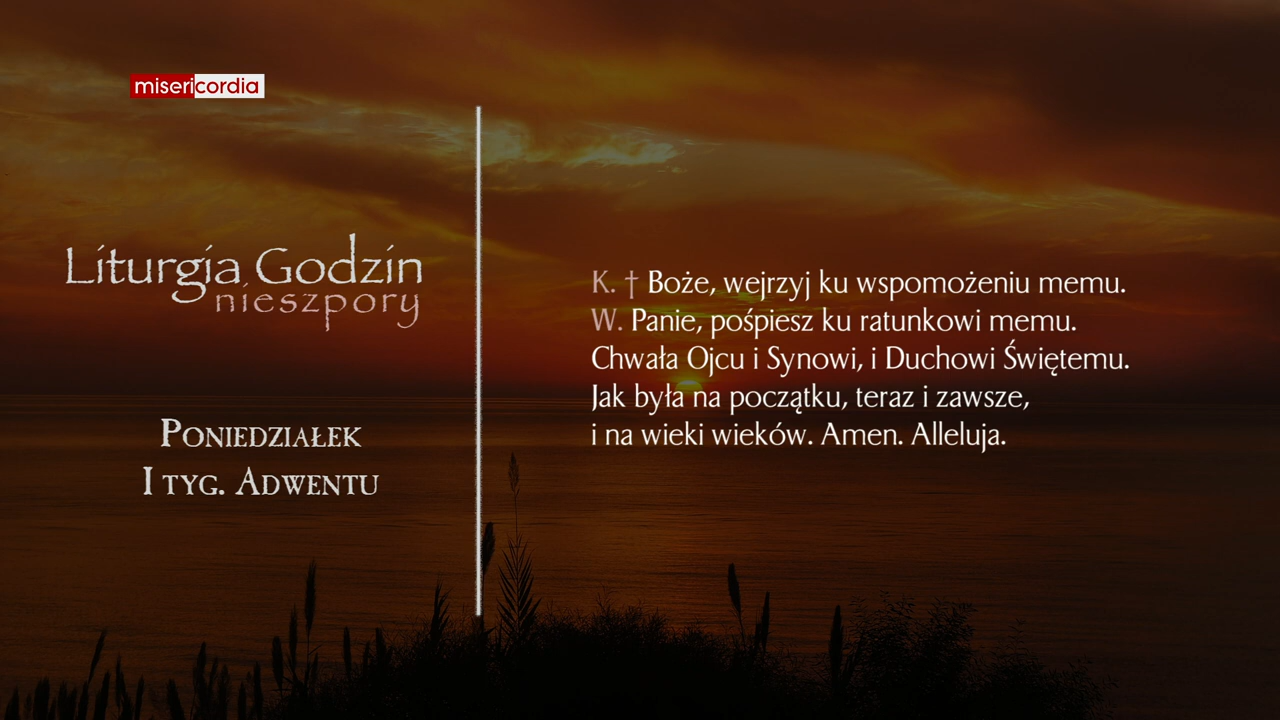 misericordia
Liturgia Godzin
nieszpory
Poniedziałek
I tyg. Adwentu
K. † Boże, wejrzyj ku wspomożeniu memu.
W. Panie, pośpiesz ku ratunkowi memu.
Chwała Ojcu i Synowi, i Duchowi Świętemu.
Jak była na początku, teraz i zawsze,
i na wieki wieków. Amen. Alleluja.